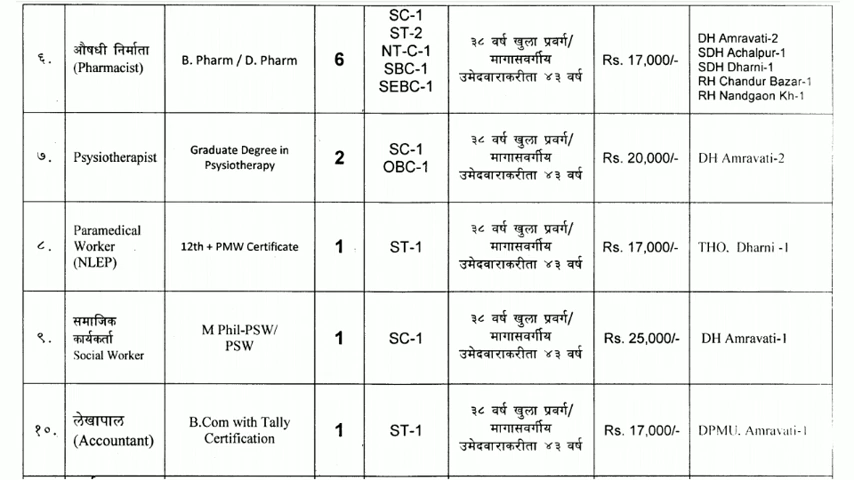 ६.
औषधी निर्माता
(Pharmacist)
B. Pharm / D. Pharm
6
SC-1
ST-2
NT-C-1
SBC-1
SEBC-1
३८ वर्ष खुला प्रवर्ग/
मागासवर्गीय
उमेदवाराकरीता ४३ वर्ष
Rs. 17,000/-
DH Amravati-2
SDH Achalpur-1
SDH Dharni-1
RH Chandur Bazar-1
RH Nandgaon Kh-1
७.
Psysiotherapist
Graduate Degree in
Psysiotherapy
2
SC-1
OBC-1
३८ वर्ष खुला प्रवर्ग/
मागासवर्गीय
उमेदवाराकरीता ४३ वर्ष
Rs. 20,000/-
DH Amravati-2
८.
Paramedical
Worker
(NLEP)
12th + PMW Certificate
1
ST-1
३८ वर्ष खुला प्रवर्ग/
मागासवर्गीय
उमेदवाराकरीता ४३ वर्ष
Rs. 17,000/-
THO, Dharni -1
९.
समाजिक
कार्यकर्ता
Social Worker
M Phil-PSW/
PSW
1
SC-1
३८ वर्ष खुला प्रवर्ग/
मागासवर्गीय
उमेदवाराकरीता ४३ वर्ष
Rs. 25,000/-
DH Amravati-1
१०.
लेखापाल
(Accountant)
B.Com with Tally
Certification
1
ST-1
३८ वर्ष खुला प्रवर्ग/
मागासवर्गीय
उमेदवाराकरीता ४३ वर्ष
Rs. 17,000/-
DPMU, Amravati-1